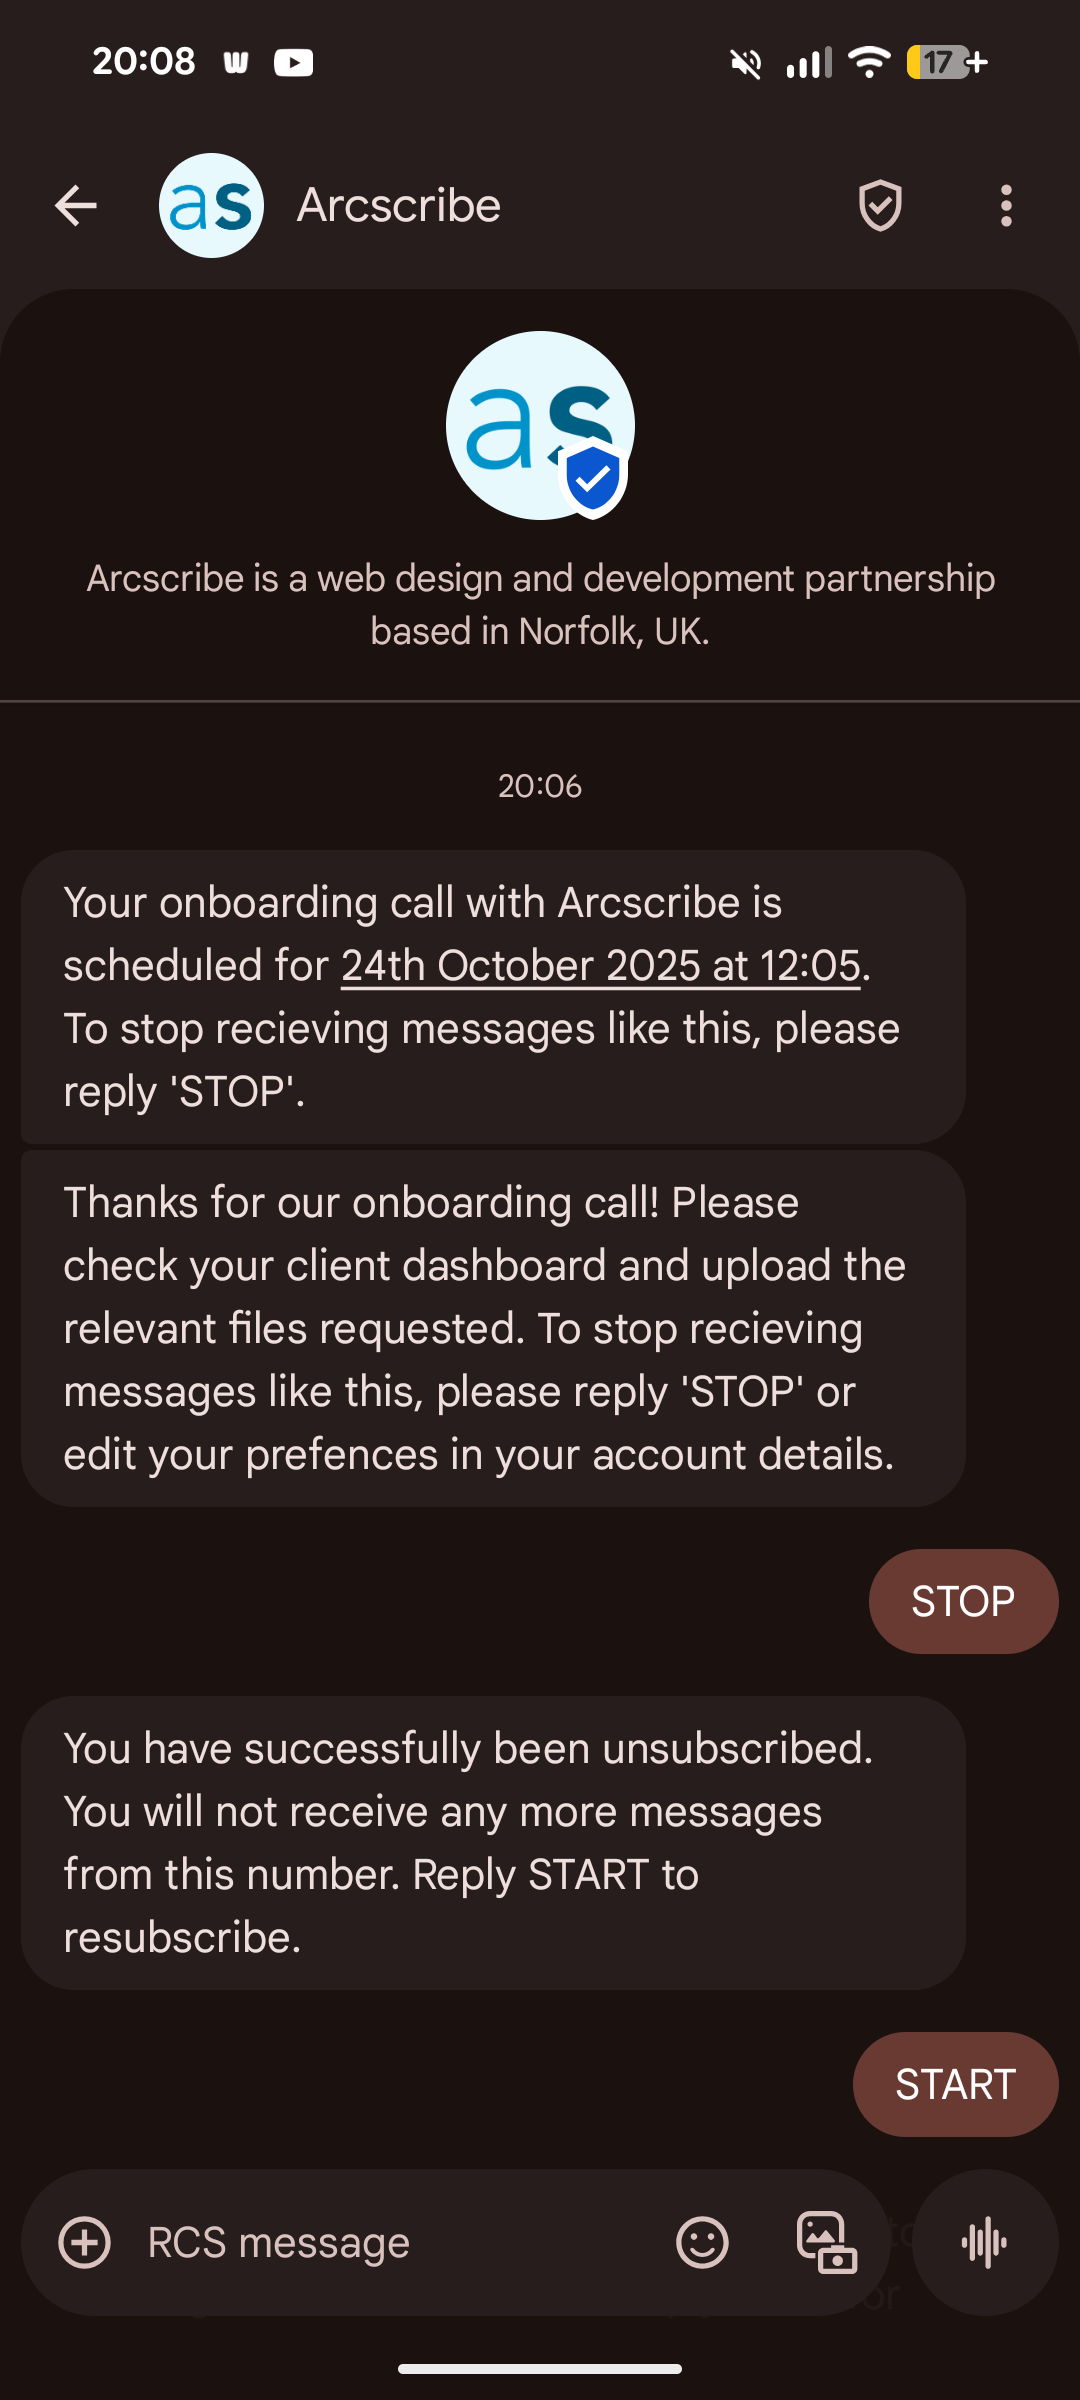 20:08
17
as Arcscribe
as
Arcscribe is a web design and development partnership
based in Norfolk, UK.
20:06
Your onboarding call with Arcscribe is
scheduled for 24th October 2025 at 12:05.
To stop recieving messages like this, please
reply 'STOP'.
Thanks for our onboarding call! Please
check your client dashboard and upload the
relevant files requested. To stop recieving
messages like this, please reply 'STOP' or
edit your prefences in your account details.
STOP
You have successfully been unsubscribed.
You will not receive any more messages
from this number. Reply START to
resubscribe.
START
RCS message